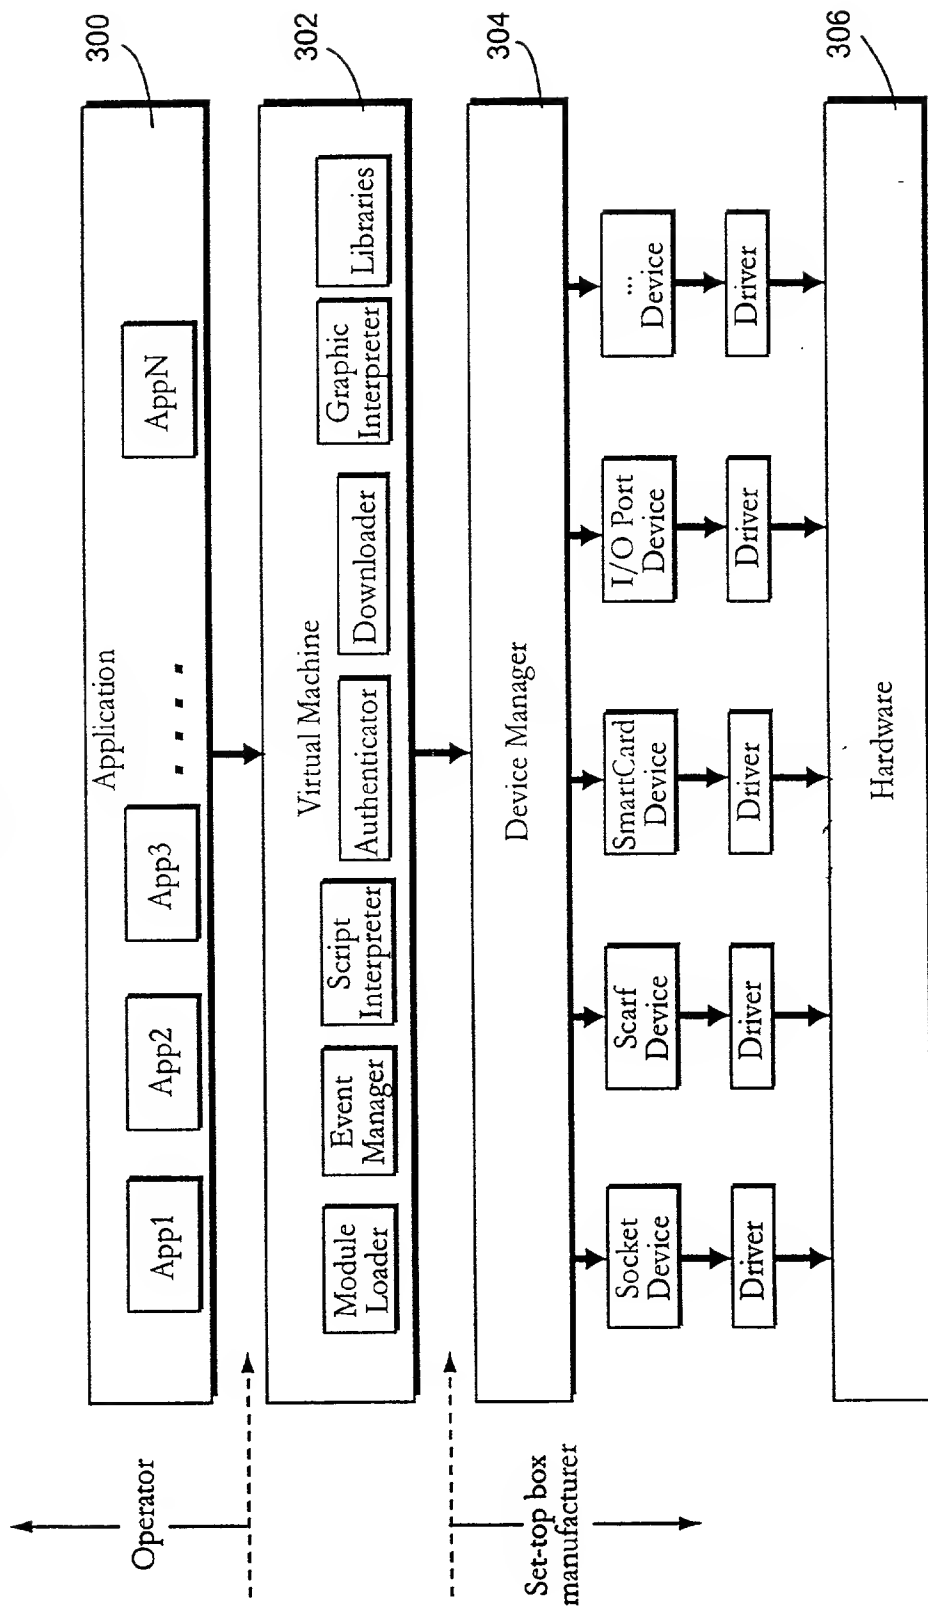 300
Application
App1
App2
App3
AppN
Operator
302
Virtual Machine
Module
Loader
Event
Manager
Script
Interpreter
Authenticator
Downloader
Graphic
Interpreter
Libraries
304
Device Manager
Set-top box
manufacturer
Socket
Device
Scarf
Device
SmartCard
Device
I/O Port
Device
...
Device
Driver
Driver
Driver
Driver
Driver
306
Hardware